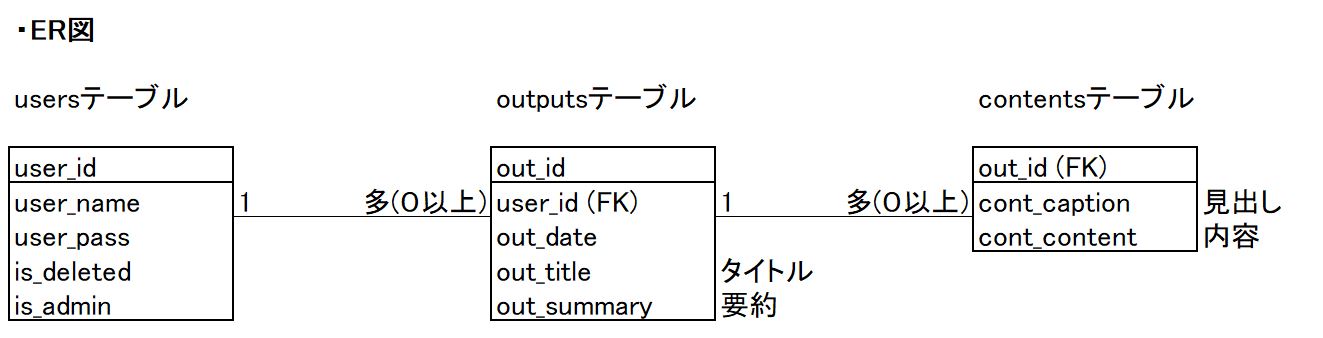 ・ER図
usersテーブル
outputsテーブル
contentsテーブル
user_id
user_name
user_pass
is_deleted
is_admin
1
多(0以上)
out_id
user_id (FK)
out_date
out_title
out_summary
タイトル
要約
1
多(0以上)
out_id (FK)
cont_caption
cont_content
見出し
内容